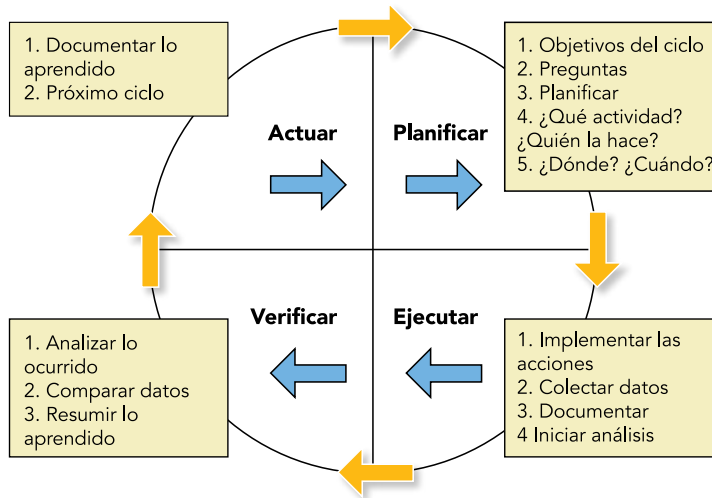 1. Documentar lo
aprendido
2. Próximo ciclo
1. Objetivos del ciclo
2. Preguntas
3. Planificar
4. ¿Qué actividad?
¿Quién la hace?
5. ¿Dónde? ¿Cuándo?
Actuar
Planificar
Verificar
Ejecutar
1. Analizar lo
ocurrido
2. Comparar datos
3. Resumir lo
aprendido
1. Implementar las
acciones
2. Colectar datos
3. Documentar
4 Iniciar análisis